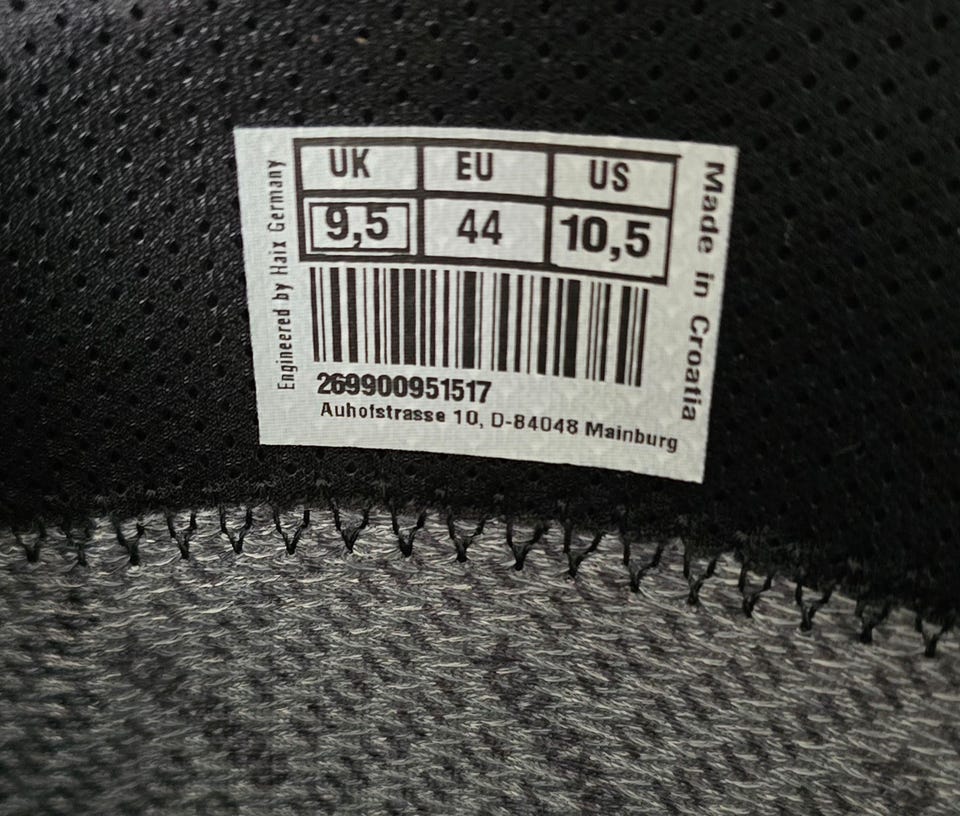 Engineered by Haix Germany
UK EU US
9,5 44 10,5
269900951517
Auhofstrasse 10, D-84048 Mainburg
Made in Croatia